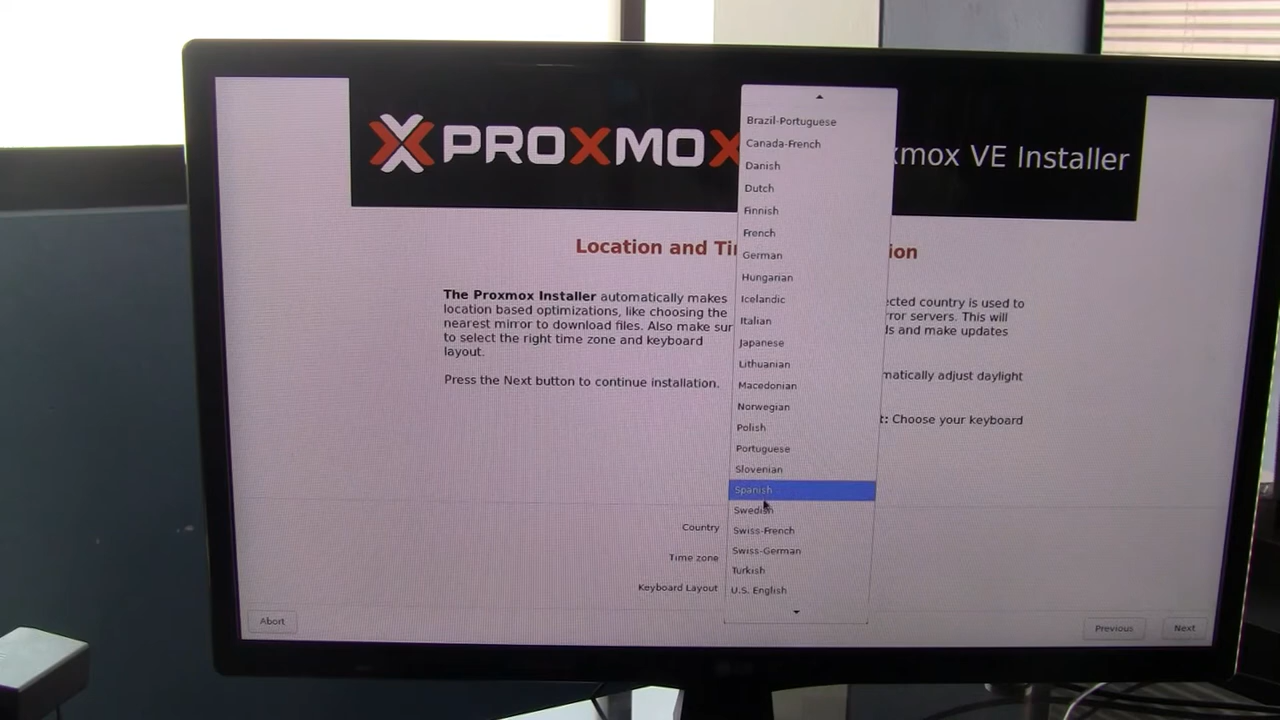 PROXMOX
xmox VE Installer
Location and Ti
ion
The Proxmox Installer automatically makes
location based optimizations, like choosing the
nearest mirror to download files. Also make sur
to select the right time zone and keyboard
layout.
Press the Next button to continue installation.
Brazil-Portuguese
Canada-French
Danish
Dutch
Finnish
French
German
Hungarian
Icelandic
Italian
Japanese
Lithuanian
Macedonian
Norwegian
Polish
Portuguese
Slovenian
Spanish
Swedish
Swiss-French
Swiss-German
Turkish
U.S. English
ected country is used to
rror servers. This will
ls and make updates
matically adjust daylight
t: Choose your keyboard
Country
Time zone
Keyboard Layout
Abort
Previous
Next